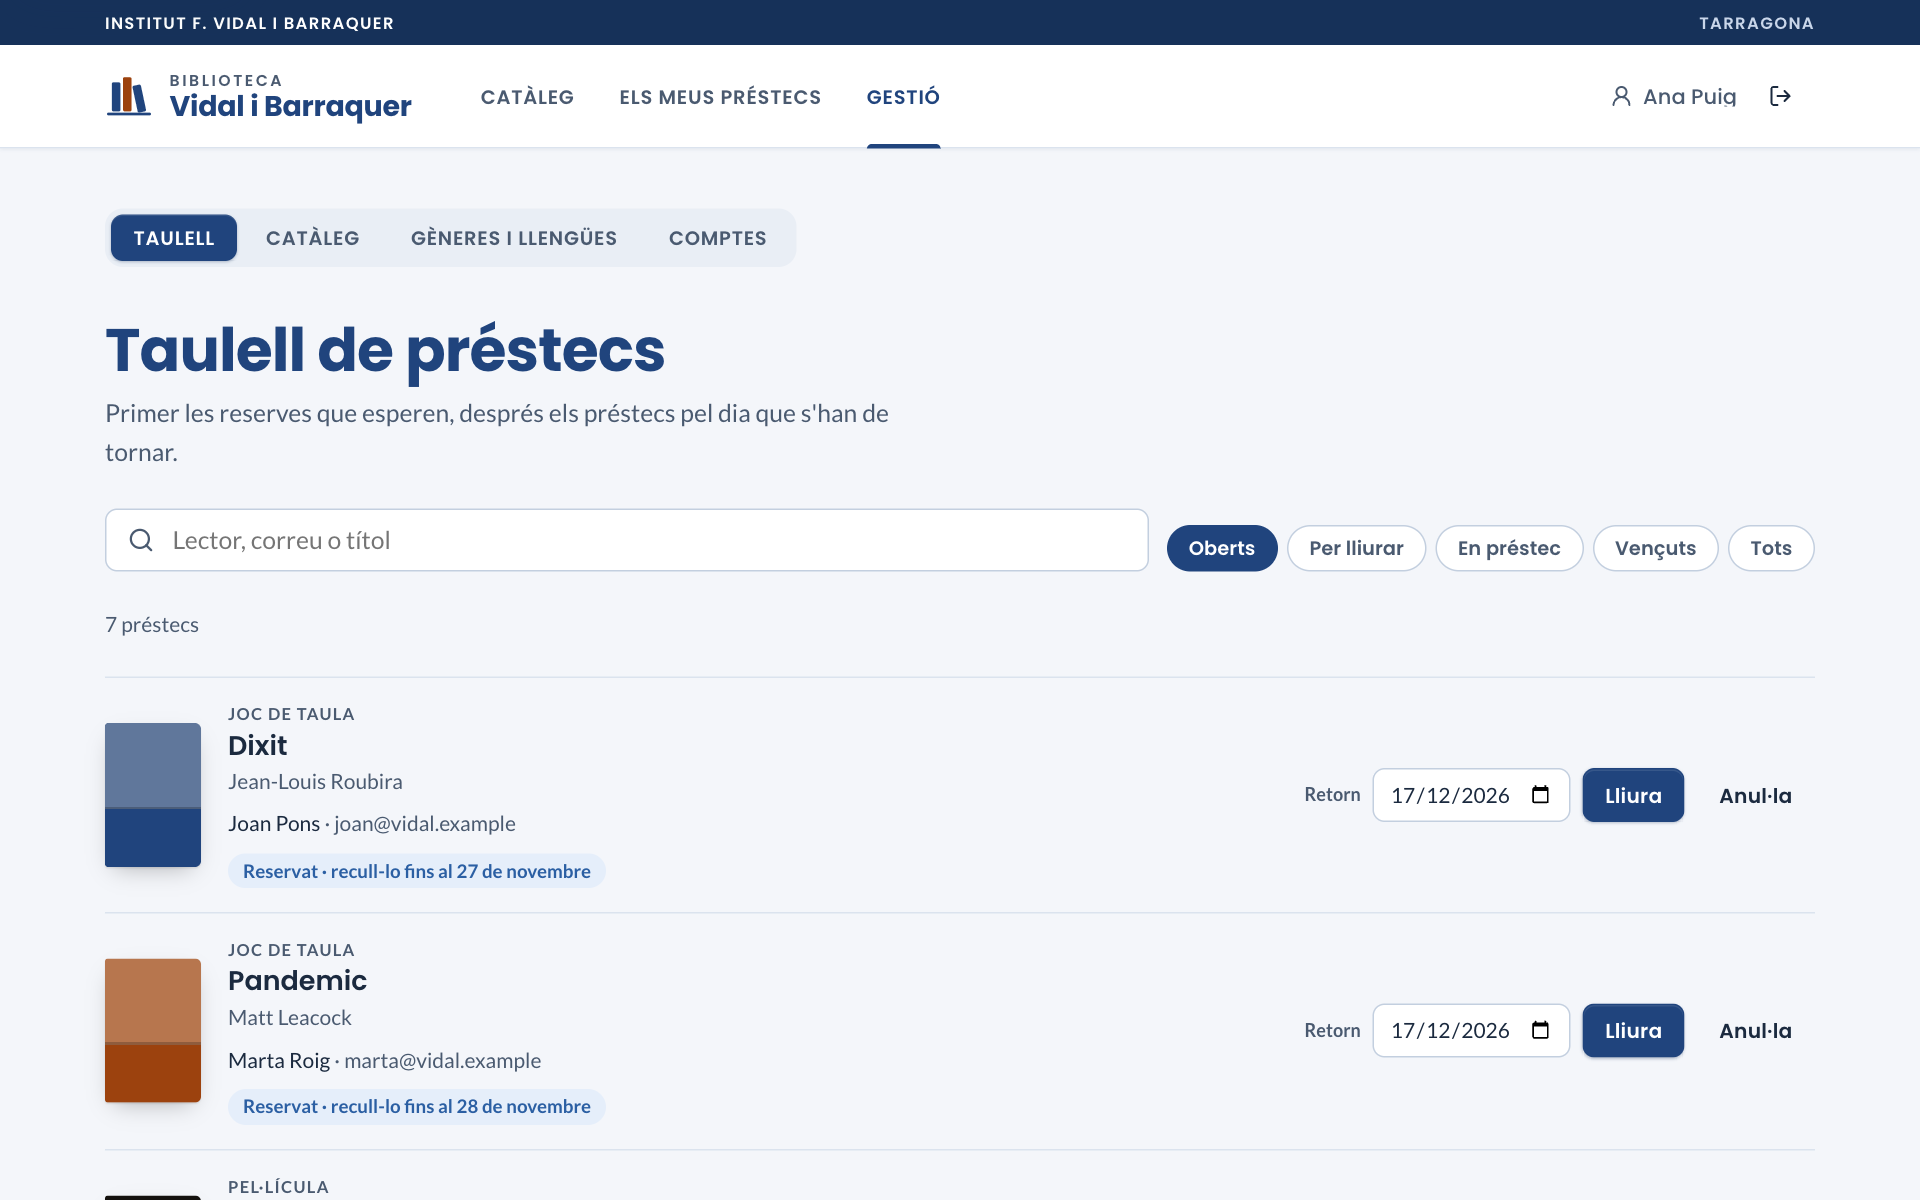 INSTITUT F. VIDAL I BARRAQUER
TARRAGONA
BIBLIOTECA
Vidal i Barraquer
CATÀLEG
ELS MEUS PRÉSTECS
GESTIÓ
Ana Puig
TAULELL
CATÀLEG
GÈNERES I LLENGÜES
COMPTES
Taulell de préstecs
Primer les reserves que esperen, després els préstecs pel dia que s'han de
tornar.
Lector, correu o títol
Oberts
Per lliurar
En préstec
Vençuts
Tots
7 préstecs
JOC DE TAULA
Dixit
Jean-Louis Roubira
Joan Pons · joan@vidal.example
Reservat · recull-lo fins al 27 de novembre
Retorn
17/12/2026
Lliura
Anul·la
JOC DE TAULA
Pandemic
Matt Leacock
Marta Roig · marta@vidal.example
Reservat · recull-lo fins al 28 de novembre
Retorn
17/12/2026
Lliura
Anul·la
PEL·LÍCULA